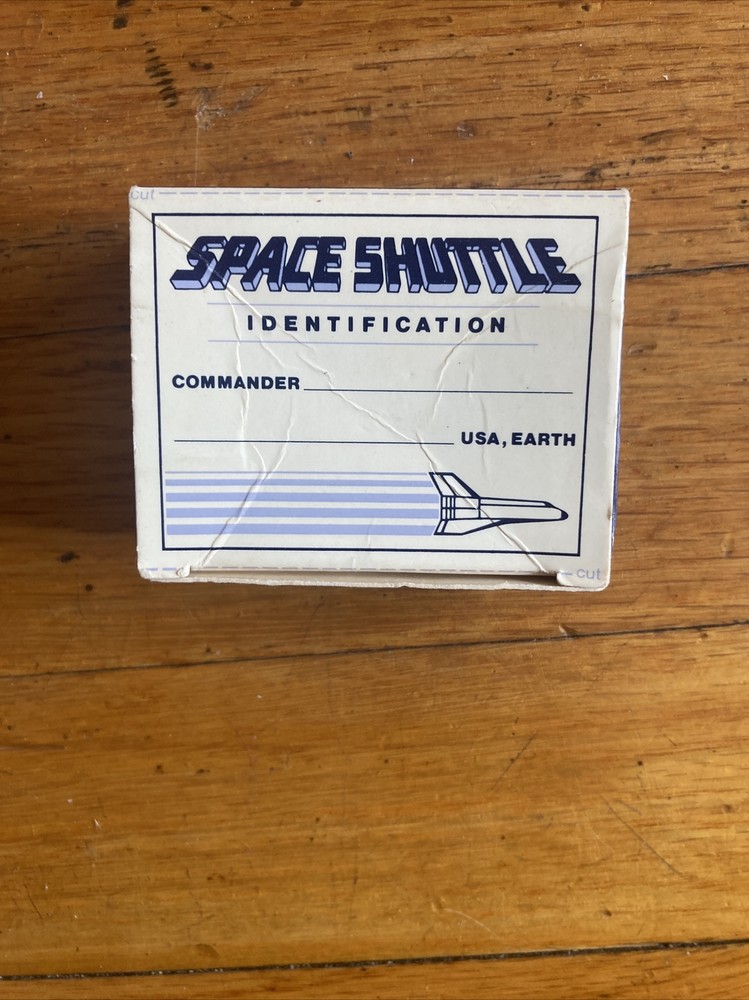 cut
SPACE SHUTTLE
IDENTIFICATION
COMMANDER
USA, EARTH
cut